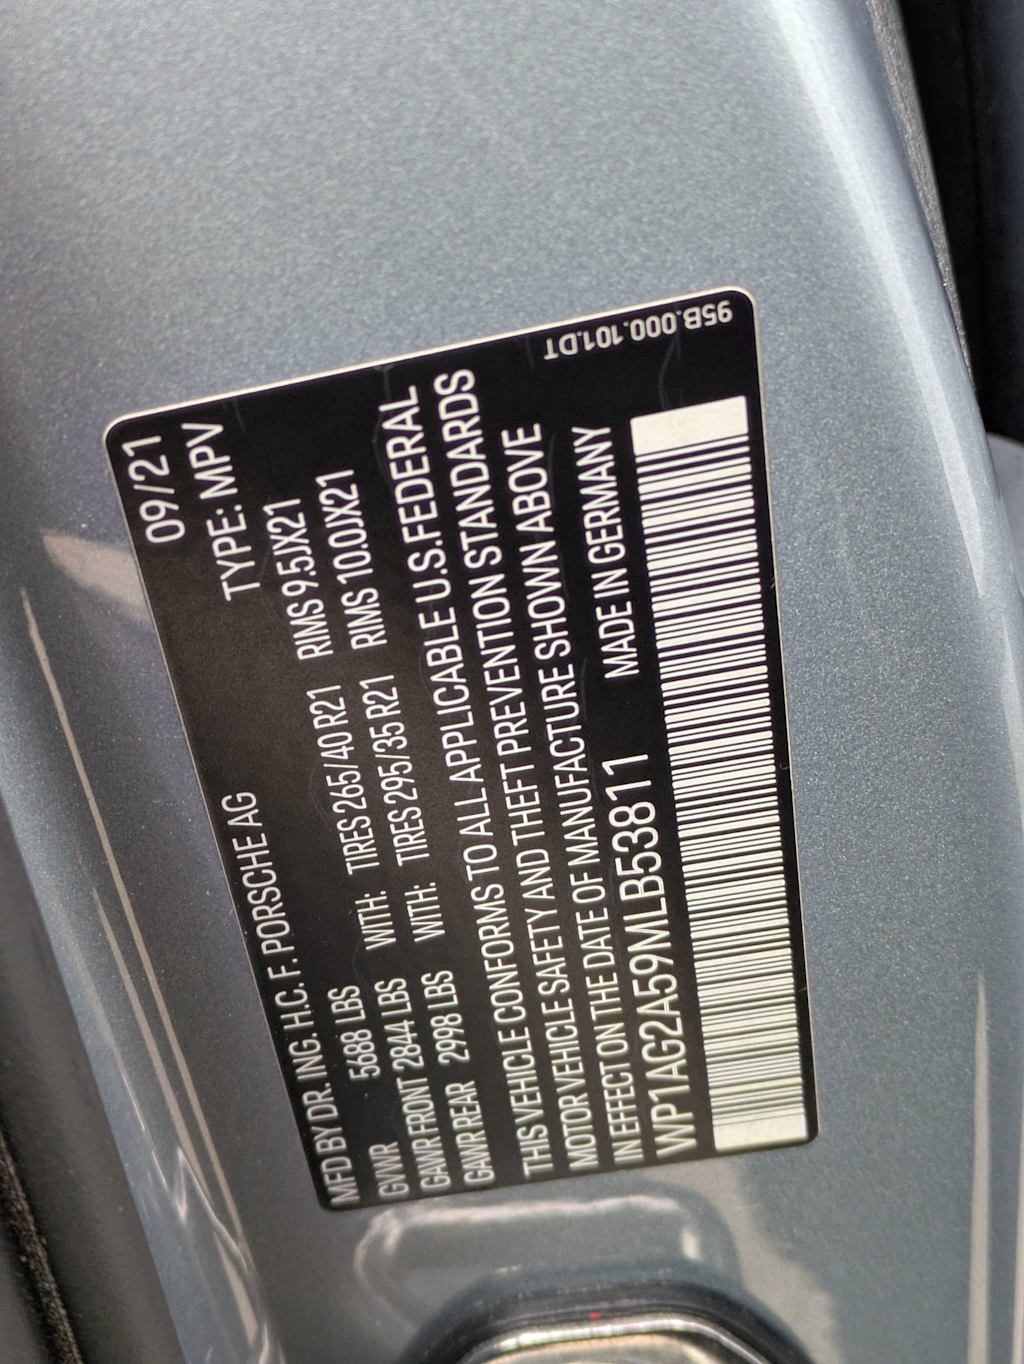 MFD BY DR. ING. H.C. F. PORSCHE AG 09/21
GVWR 5688 LBS TYPE: MPV
GAWR FRONT 2844 LBS WITH: TIRES 265/40 R21 RIMS 9.5JX21
GAWR REAR 2998 LBS WITH: TIRES 295/35 R21 RIMS 10.0JX21
THIS VEHICLE CONFORMS TO ALL APPLICABLE U.S.FEDERAL
MOTOR VEHICLE SAFETY AND THEFT PREVENTION STANDARDS
IN EFFECT ON THE DATE OF MANUFACTURE SHOWN ABOVE
WP1AG2A59MLB53811 MADE IN GERMANY
95B.000.101.DT